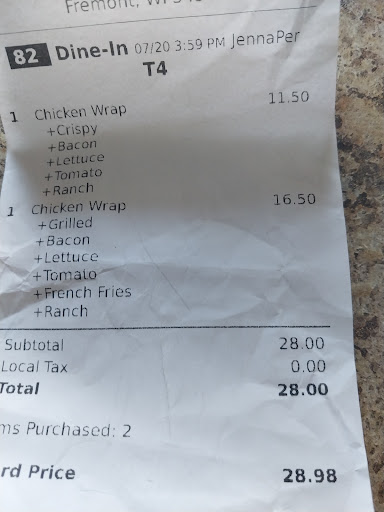 Fremont, WI
82 Dine-In 07/20 3:59 PM JennaPer
T4
1 Chicken Wrap 11.50
+Crispy
+Bacon
+Lettuce
+Tomato
+Ranch
1 Chicken Wrap 16.50
+Grilled
+Bacon
+Lettuce
+Tomato
+French Fries
+Ranch
Subtotal 28.00
Local Tax 0.00
Total 28.00
ms Purchased: 2
rd Price 28.98